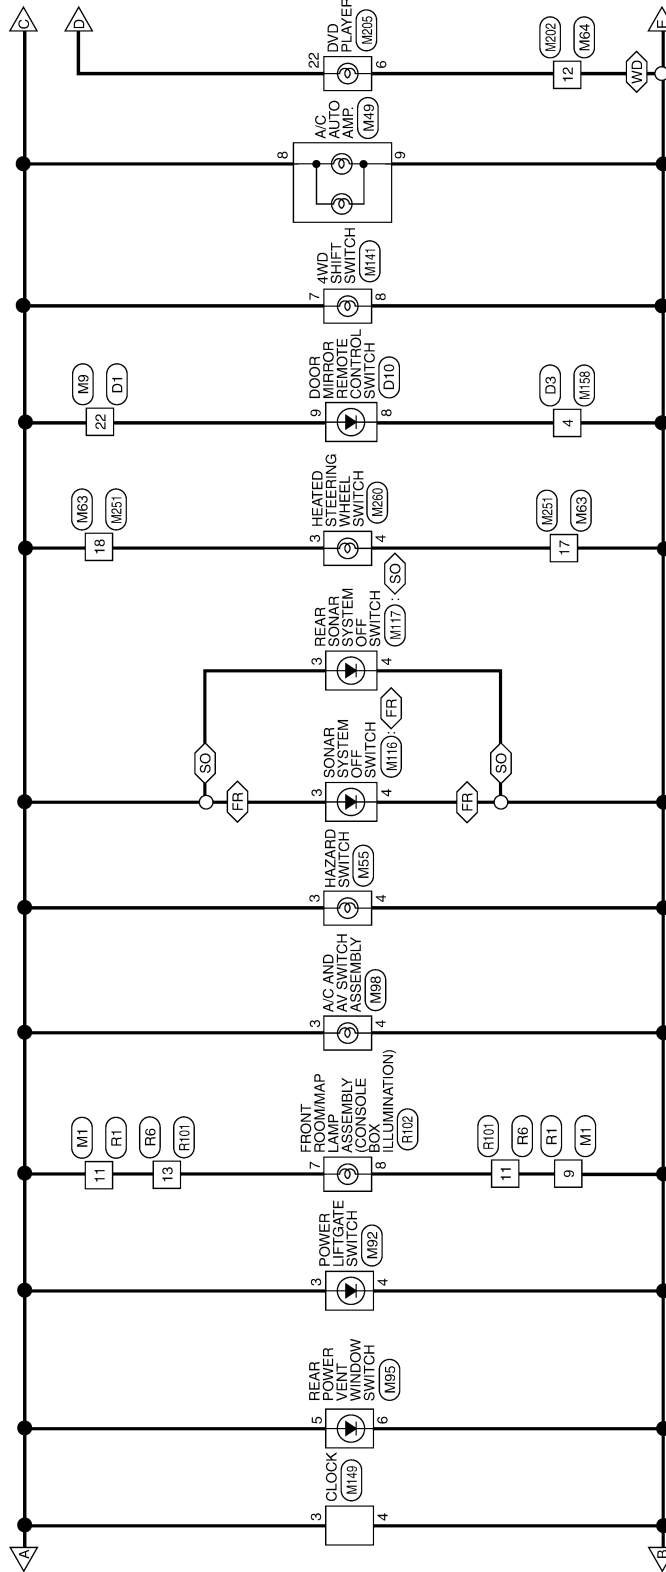 A
B
3
CLOCK
M149
4
5
REAR
POWER
VENT
WINDOW
SWITCH
M95
6
3
POWER
LIFTGATE
SWITCH
M92
4
11
M1
R1
13
R6
R101
7
FRONT
ROOM/MAP
LAMP
ASSEMBLY
(CONSOLE
BOX
ILLUMINATION)
R102
8
11
R101
R6
9
R1
M1
3
A/C AND
AV SWITCH
ASSEMBLY
M98
4
3
HAZARD
SWITCH
M55
4
SO
FR
3
SONAR
SYSTEM
OFF
SWITCH
M116 : FR
4
FR
SO
3
REAR
SONAR
SYSTEM
OFF
SWITCH
M117 : SO
4
18
M63
M251
3
HEATED
STEERING
WHEEL
SWITCH
M260
4
17
M251
M63
22
M9
D1
9
DOOR
MIRROR
REMOTE
CONTROL
SWITCH
D10
8
4
D3
M158
7
4WD
SHIFT
SWITCH
M141
8
8
A/C
AUTO
AMP.
M49
9
22
DVD
PLAYER
M205
6
12
M202
M64
WD
C
D